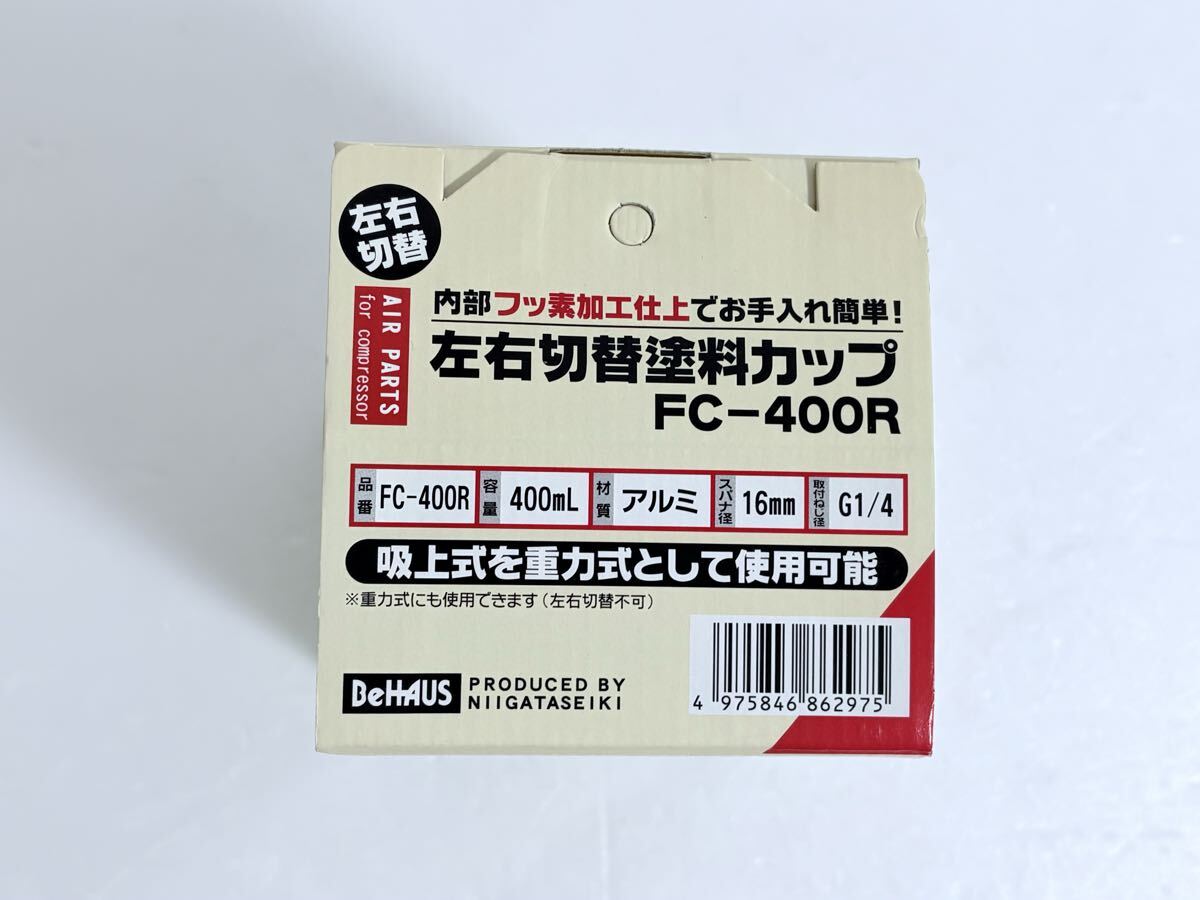 左右
切替
AIR PARTS
for compressor
内部フッ素加工仕上でお手入れ簡単!
左右切替塗料カップ
FC-400R
品番 FC-400R 容量 400mL 材質 アルミ スパナ径 16mm 取付ねじ径 G1/4
吸上式を重力式として使用可能
※重力式にも使用できます(左右切替不可)
BeHAUS PRODUCED BY
NIIGATASEIKI
4 975846 862975